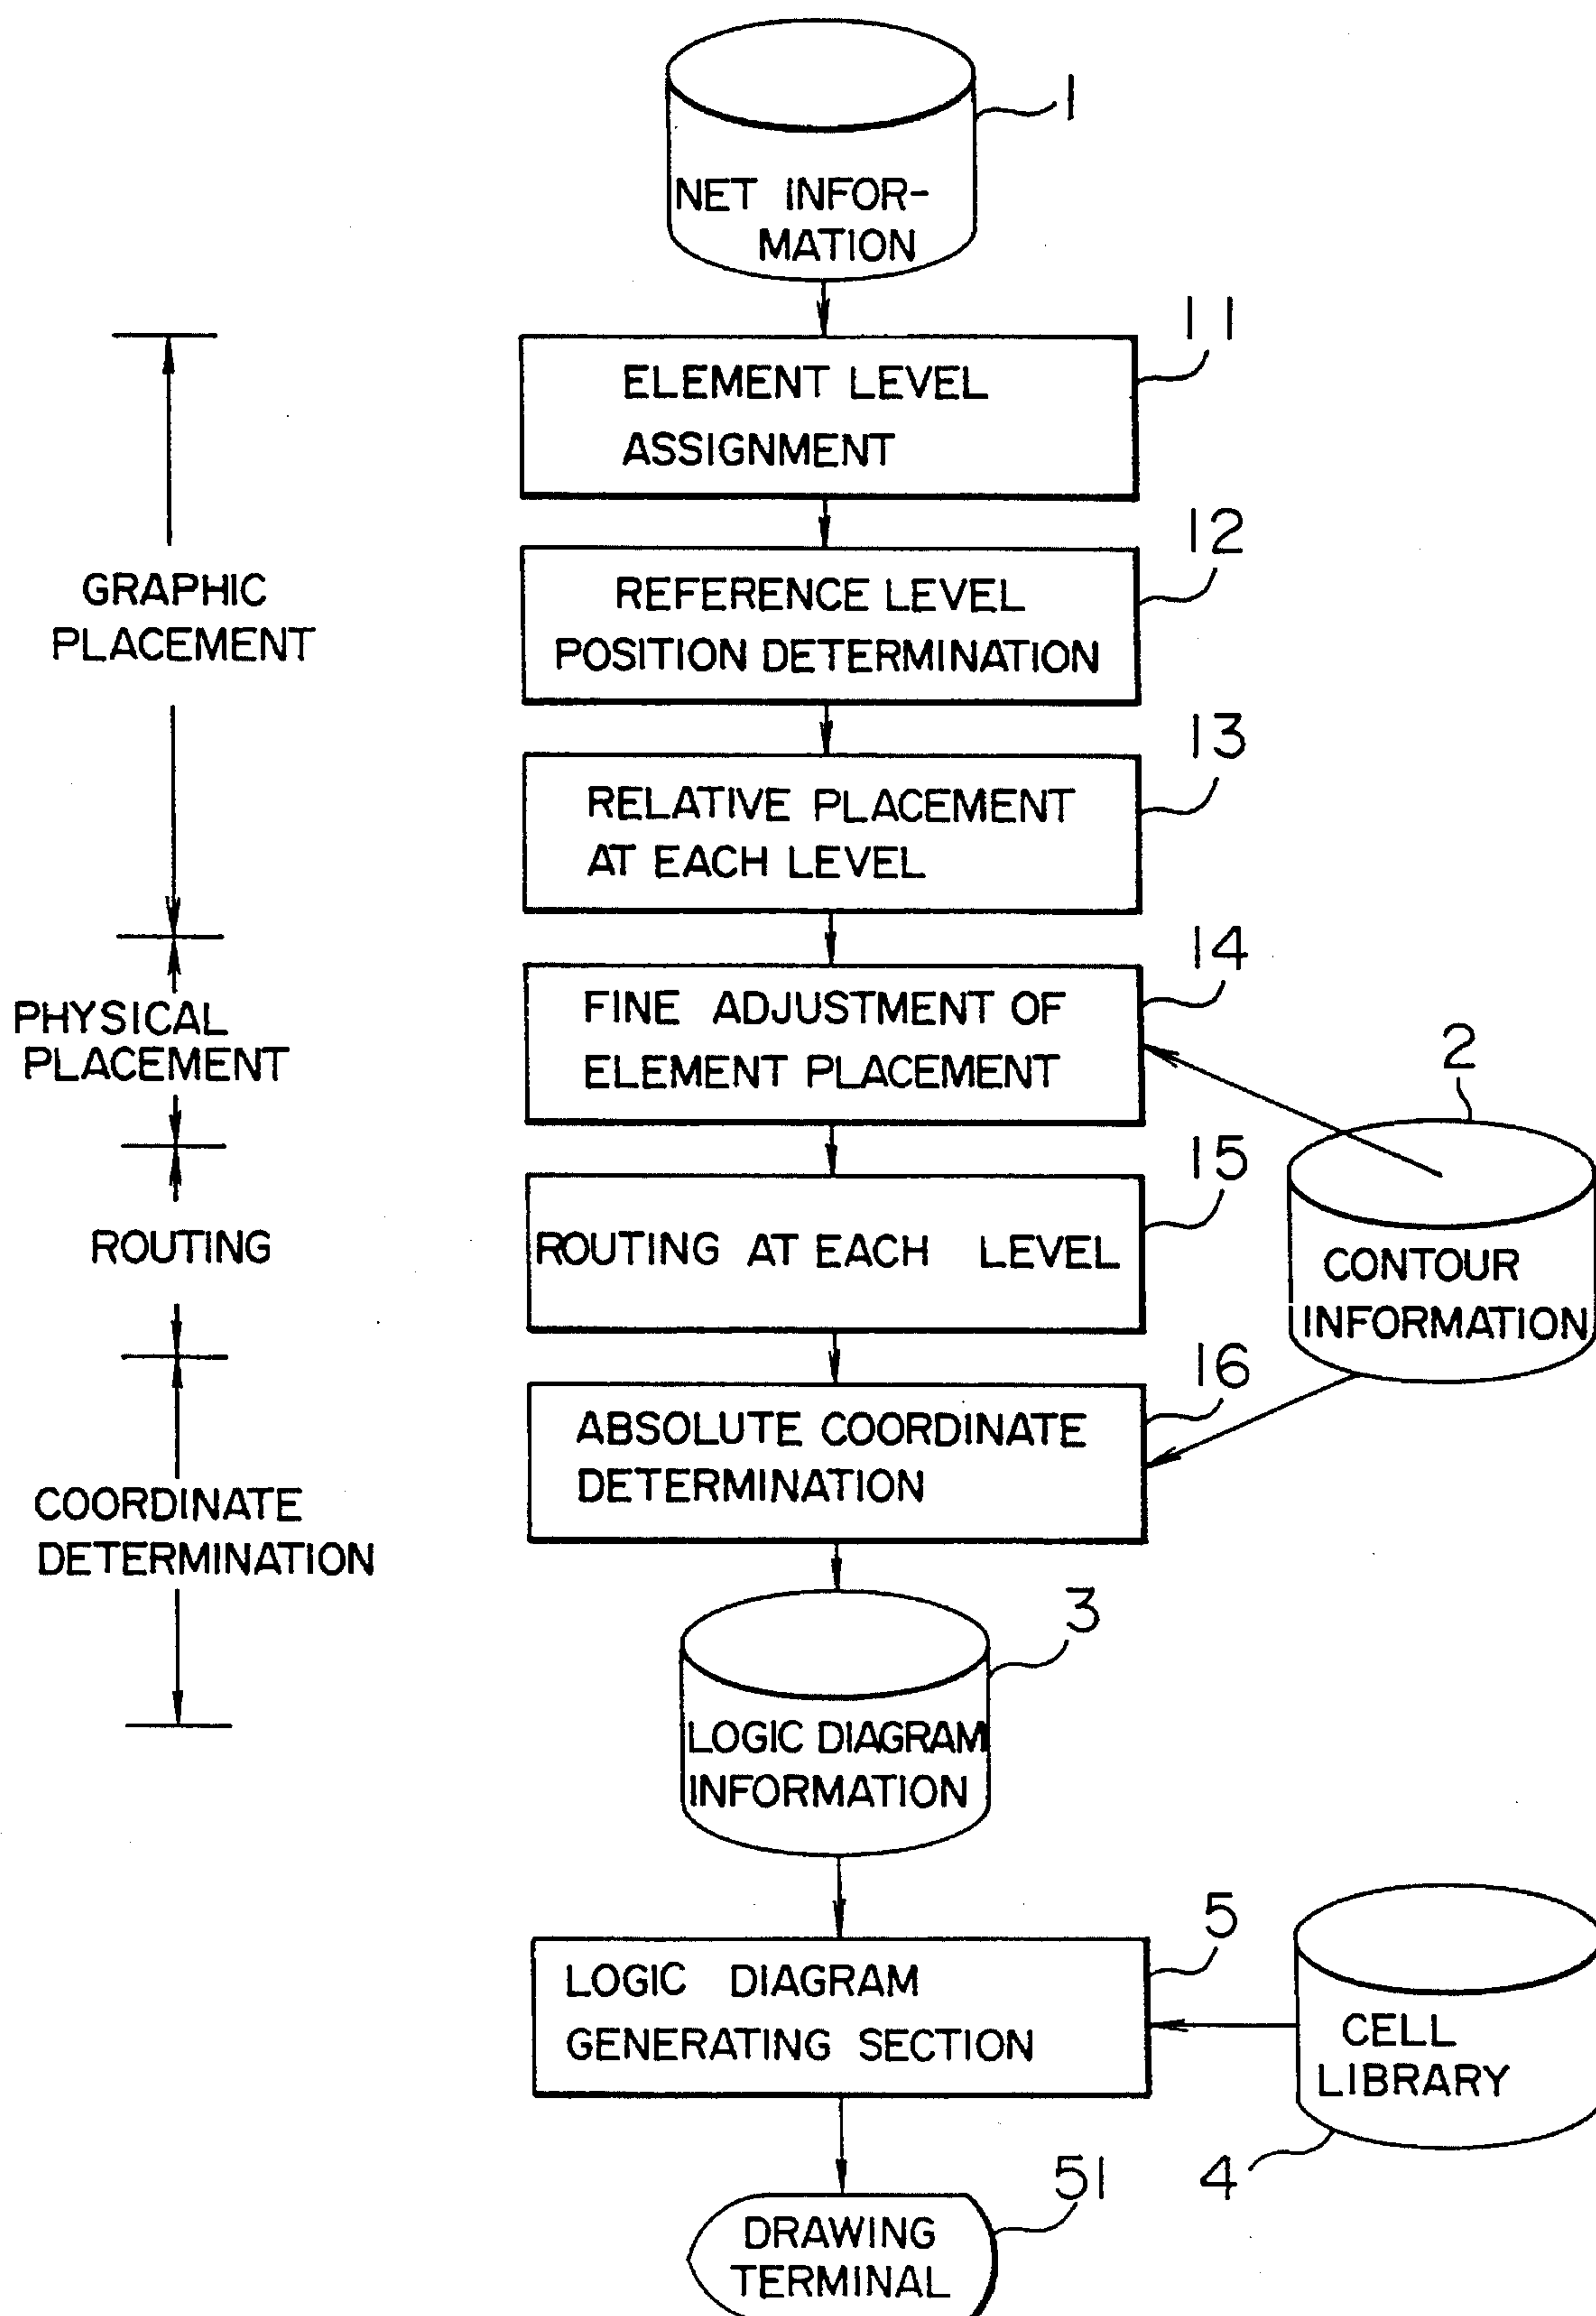 1
NET INFOR-
MATION
11
ELEMENT LEVEL
ASSIGNMENT
12
REFERENCE LEVEL
POSITION DETERMINATION
GRAPHIC
PLACEMENT
13
RELATIVE PLACEMENT
AT EACH LEVEL
14
FINE ADJUSTMENT OF
ELEMENT PLACEMENT
PHYSICAL
PLACEMENT
2
CONTOUR
INFORMATION
15
ROUTING AT EACH LEVEL
ROUTING
16
ABSOLUTE COORDINATE
DETERMINATION
COORDINATE
DETERMINATION
3
LOGIC DIAGRAM
INFORMATION
5
LOGIC DIAGRAM
GENERATING SECTION
CELL
LIBRARY
4
51
DRAWING
TERMINAL